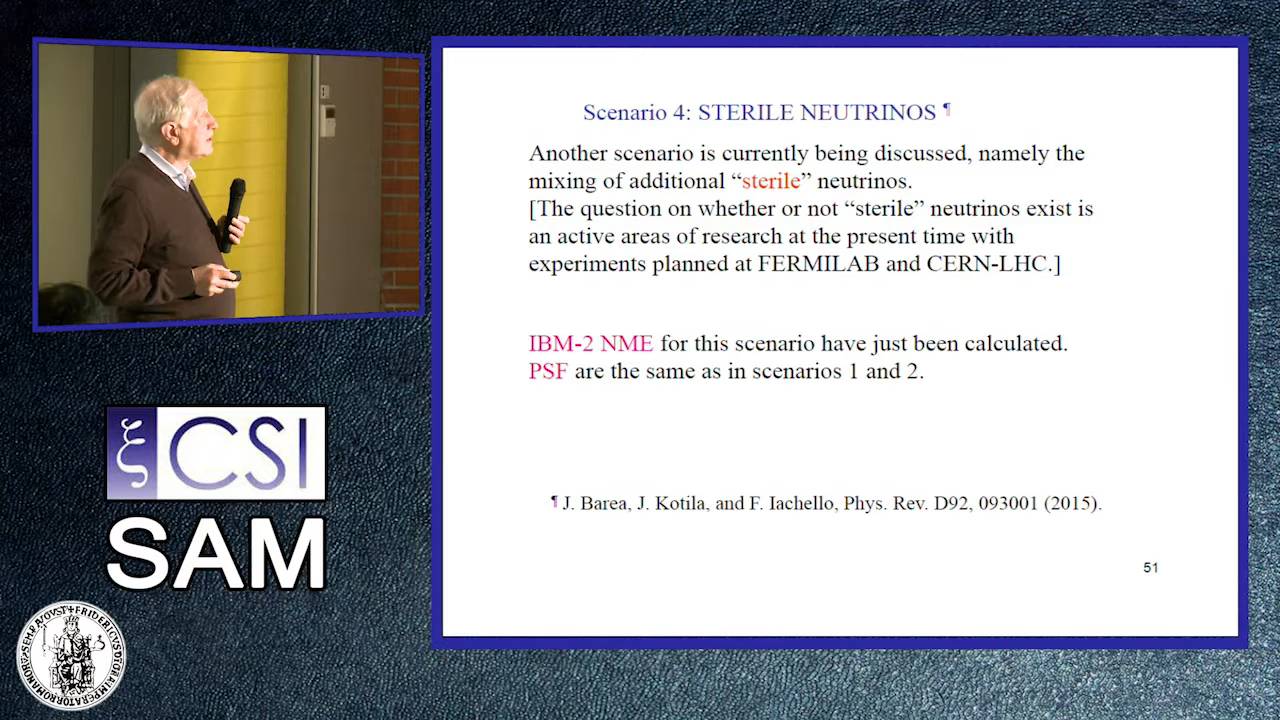 Scenario 4: STERILE NEUTRINOS ¶
Another scenario is currently being discussed, namely the
mixing of additional “sterile” neutrinos.
[The question on whether or not “sterile” neutrinos exist is
an active areas of research at the present time with
experiments planned at FERMILAB and CERN-LHC.]
IBM-2 NME for this scenario have just been calculated.
PSF are the same as in scenarios 1 and 2.
¶ J. Barea, J. Kotila, and F. Iachello, Phys. Rev. D92, 093001 (2015).
51
ξ CSI
SAM